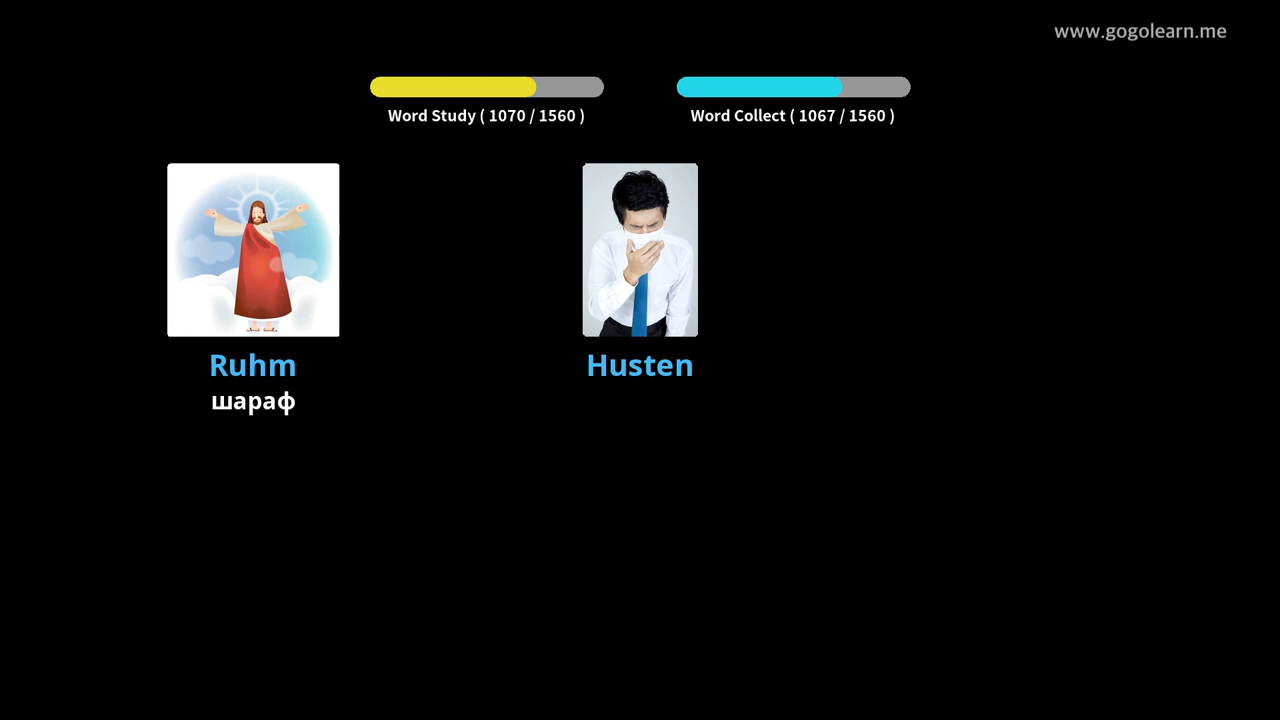 www.gogolearn.me
Word Study ( 1070 / 1560 )
Word Collect ( 1067 / 1560 )
Ruhm
шараф
Husten